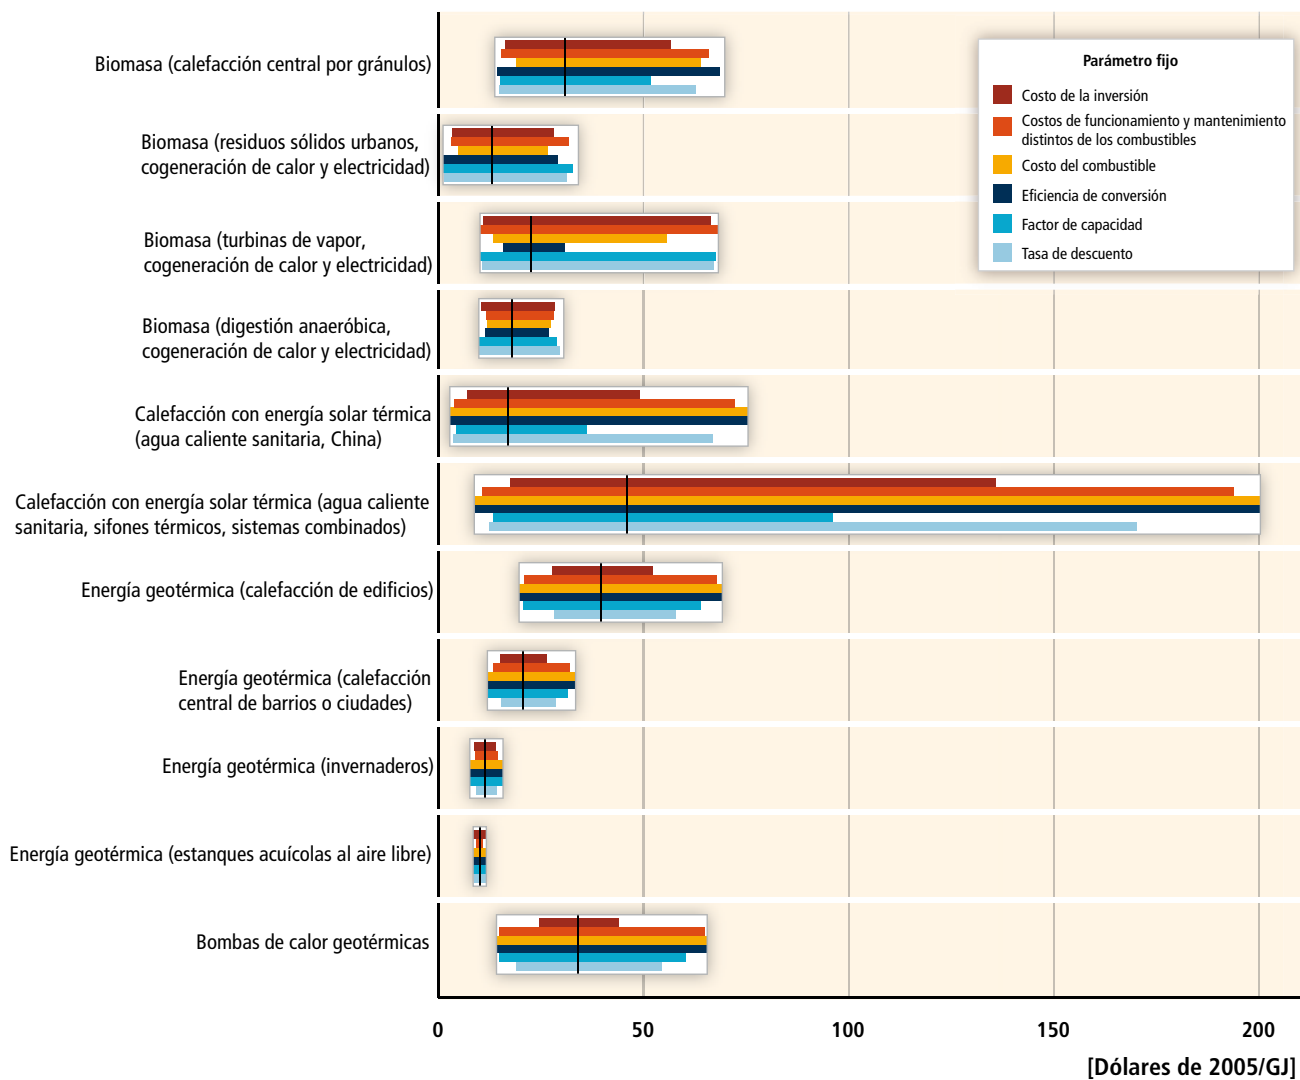 Biomasa (calefacción central por gránulos)
Biomasa (residuos sólidos urbanos,
cogeneración de calor y electricidad)
Biomasa (turbinas de vapor,
cogeneración de calor y electricidad)
Biomasa (digestión anaeróbica,
cogeneración de calor y electricidad)
Calefacción con energía solar térmica
(agua caliente sanitaria, China)
Calefacción con energía solar térmica (agua caliente
sanitaria, sifones térmicos, sistemas combinados)
Energía geotérmica (calefacción de edificios)
Energía geotérmica (calefacción
central de barrios o ciudades)
Energía geotérmica (invernaderos)
Energía geotérmica (estanques acuícolas al aire libre)
Bombas de calor geotérmicas
Parámetro fijo
Costo de la inversión
Costos de funcionamiento y mantenimiento
distintos de los combustibles
Costo del combustible
Eficiencia de conversión
Factor de capacidad
Tasa de descuento
0 50 100 150 200
[Dólares de 2005/GJ]